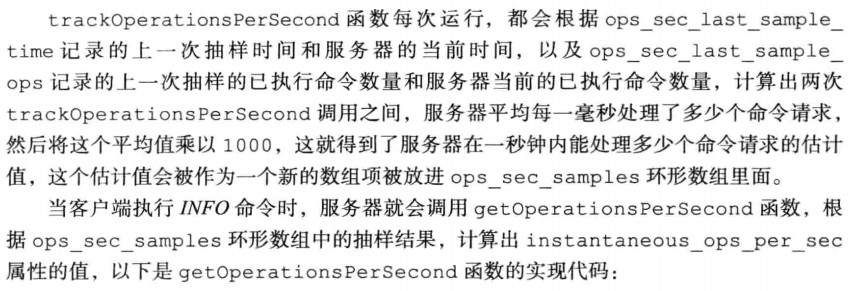 trackOperationsPerSecond 函数每次运行，都会根据 ops_sec_last_sample_
time 记录的上一次抽样时间和服务器的当前时间，以及 ops_sec_last_sample_
ops 记录的上一次抽样的已执行命令数量和服务器当前的已执行命令数量，计算出两次
trackOperationsPerSecond 调用之间，服务器平均每一毫秒处理了多少个命令请求，
然后将这个平均值乘以 1000，这就得到了服务器在一秒钟内能处理多少个命令请求的估计
值，这个估计值会被作为一个新的数组项被放进 ops_sec_samples 环形数组里面。
当客户端执行 INFO 命令时，服务器就会调用 getOperationsPerSecond 函数，根
据 ops_sec_samples 环形数组中的抽样结果，计算出 instantaneous_ops_per_sec
属性的值，以下是 getOperationsPerSecond 函数的实现代码：